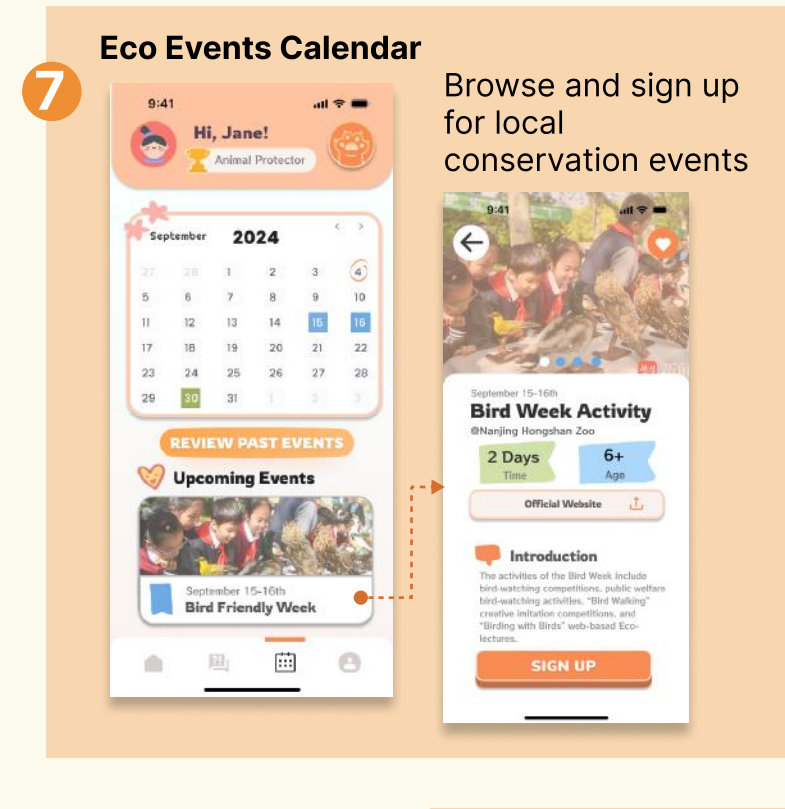 7
Eco Events Calendar
Browse and sign up
for local
conservation events
9:41
Hi, Jane!
Animal Protector
September 2024 < >
27 28 1 2 3 4
5 6 7 8 9 10
11 12 13 14 15 16
17 18 19 20 21 22
23 24 25 26 27 28
29 30 31 1 2 3
REVIEW PAST EVENTS
Upcoming Events
September 15-16th
Bird Friendly Week
9:41
September 15-16th
Bird Week Activity
@Nanjing Hongshan Zoo
2 Days
Time
6+
Age
Official Website
Introduction
The activities of the Bird Week include
bird-watching competitions, public welfare
bird-watching activities, "Bird Walking"
creative imitation competitions, and
"Birding with Birds" web-based Eco-
lectures.
SIGN UP